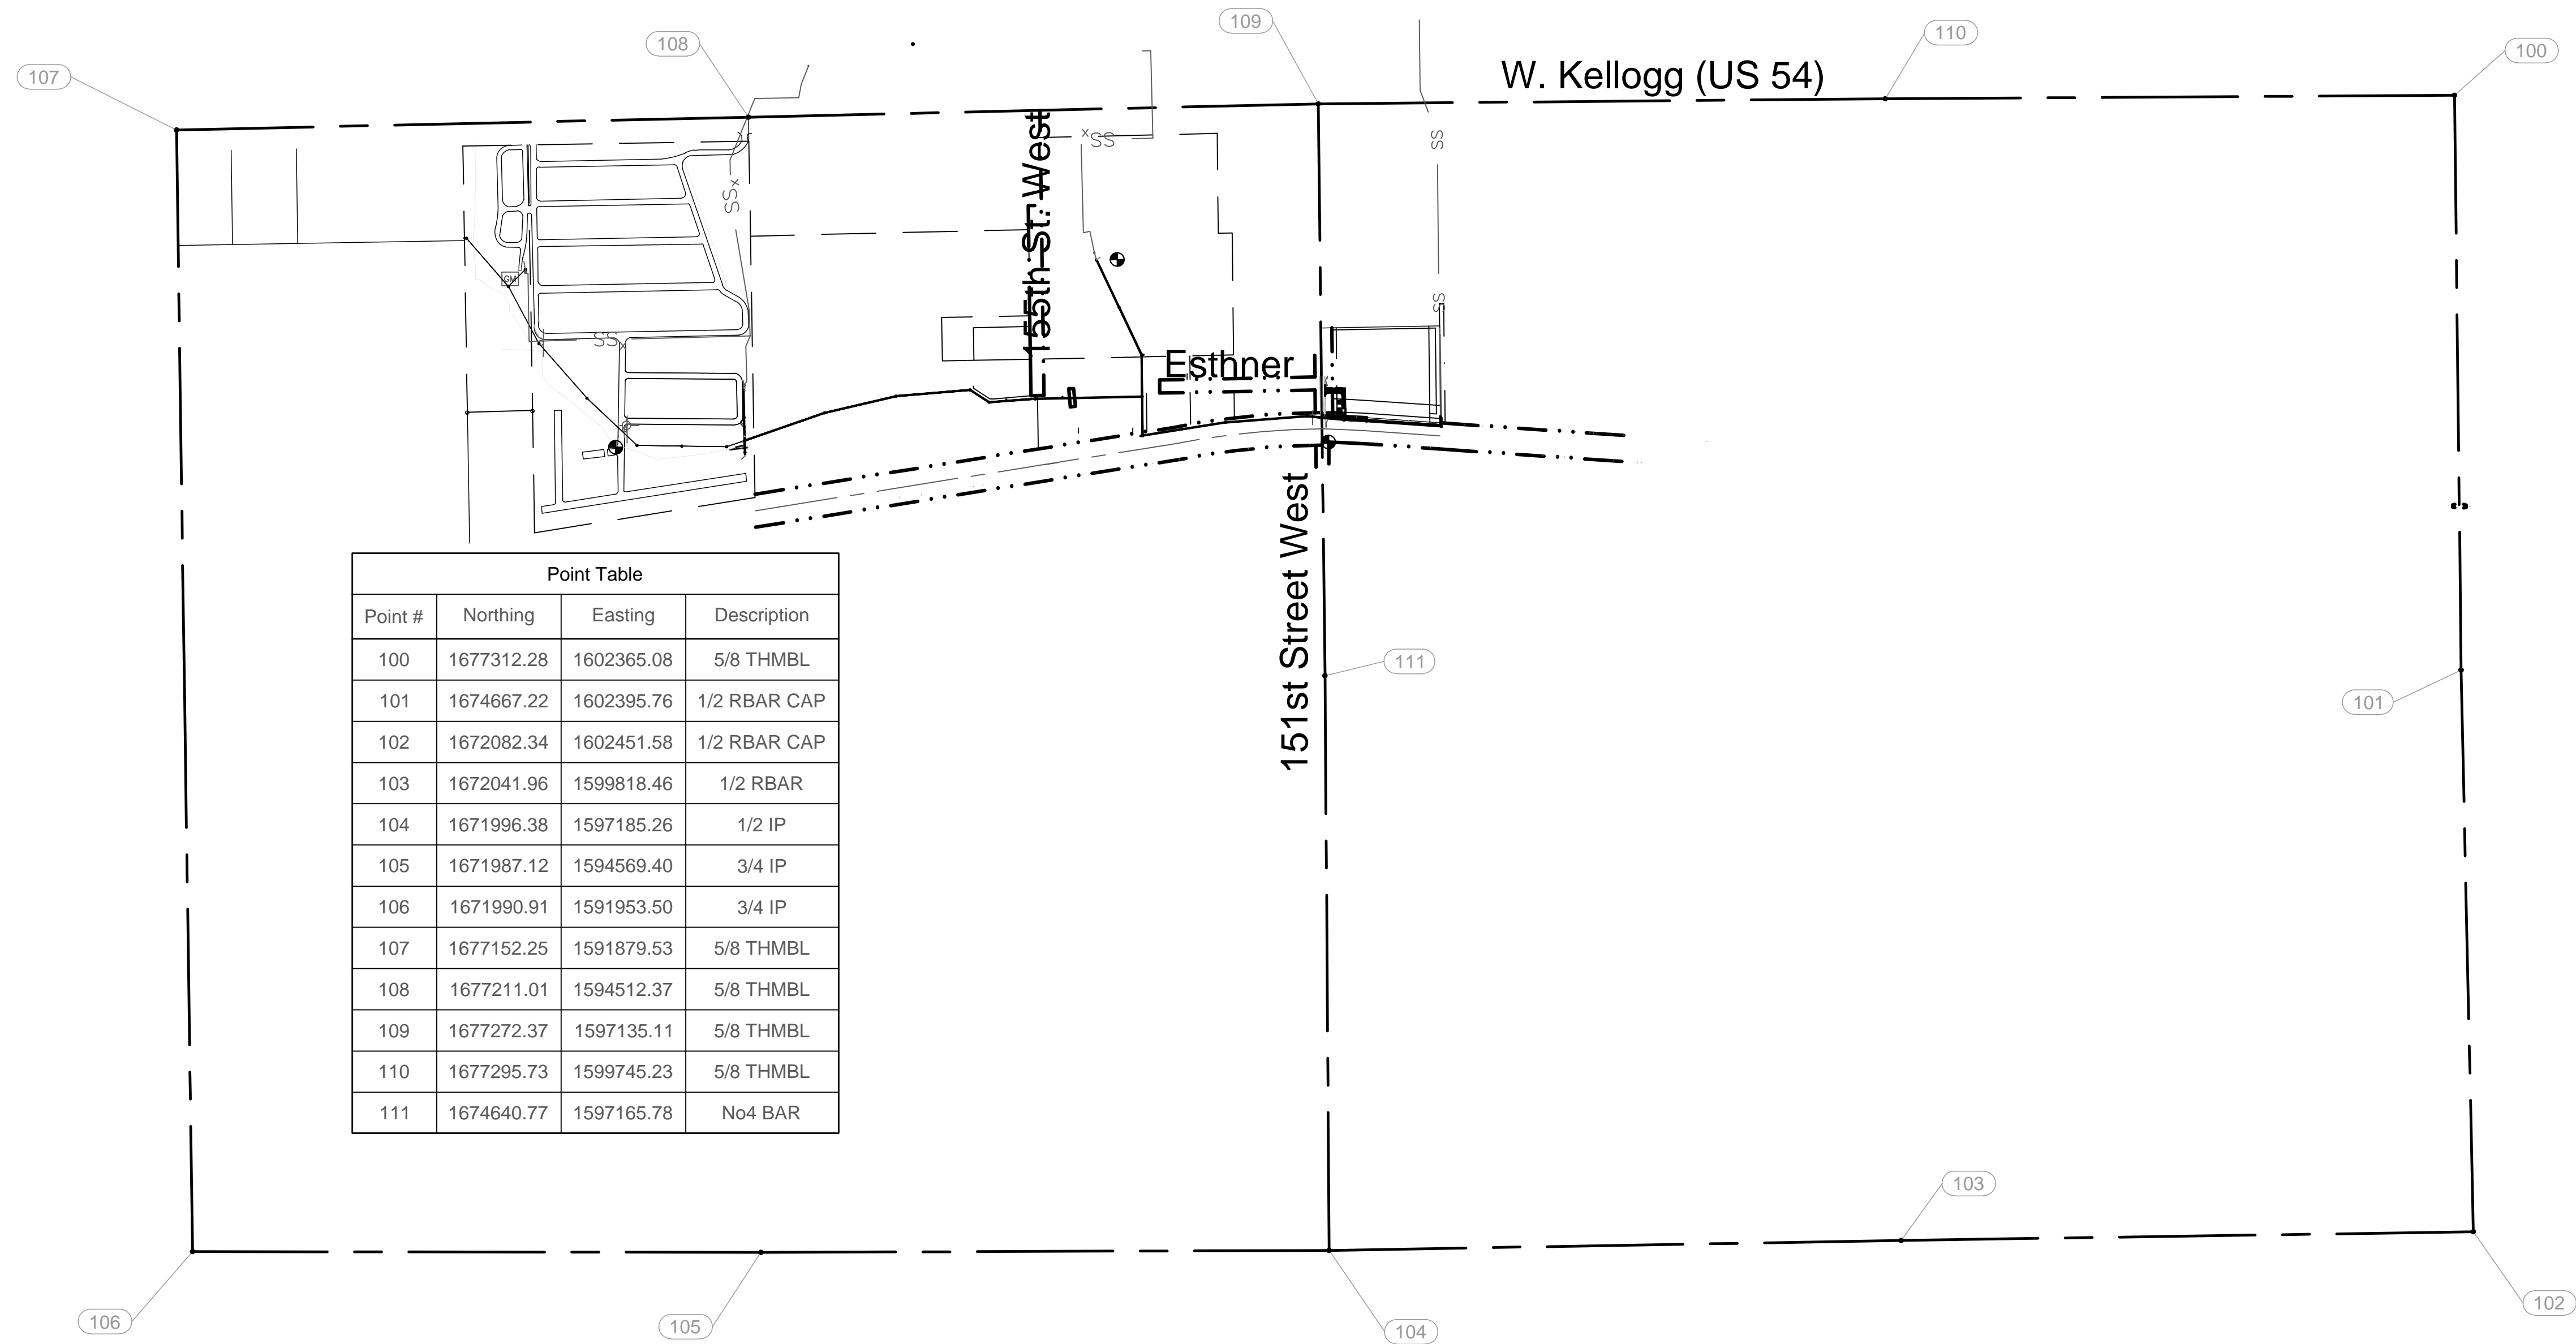 109
110
108
100
107
W. Kellogg (US 54)
155th St. West
SS
SS
SS
SS
GM
SS
Esthner
151st Street West
111
101
Point Table
Point # Northing Easting Description
100 1677312.28 1602365.08 5/8 THMBL
101 1674667.22 1602395.76 1/2 RBAR CAP
102 1672082.34 1602451.58 1/2 RBAR CAP
103 1672041.96 1599818.46 1/2 RBAR
104 1671996.38 1597185.26 1/2 IP
105 1671987.12 1594569.40 3/4 IP
106 1671990.91 1591953.50 3/4 IP
107 1677152.25 1591879.53 5/8 THMBL
108 1677211.01 1594512.37 5/8 THMBL
109 1677272.37 1597135.11 5/8 THMBL
110 1677295.73 1599745.23 5/8 THMBL
111 1674640.77 1597165.78 No4 BAR
103
106
105
104
102